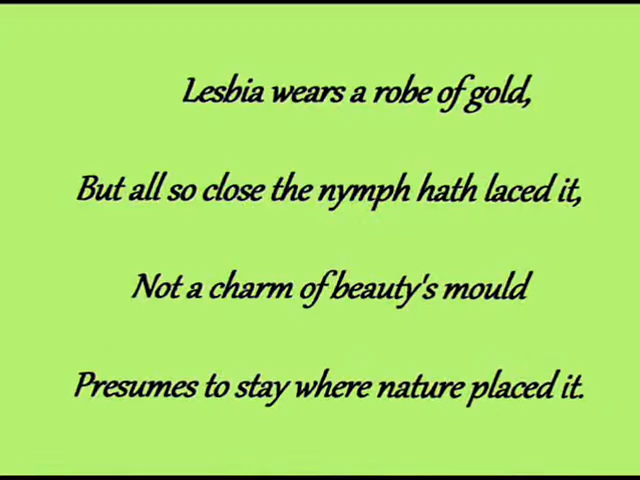 Lesbia wears a robe of gold,
But all so close the nymph hath laced it,
Not a charm of beauty's mould
Presumes to stay where nature placed it.